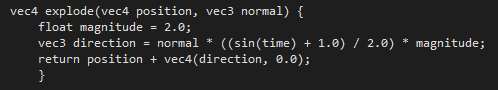 vec4 explode(vec4 position, vec3 normal) {
    float magnitude = 2.0;
    vec3 direction = normal * ((sin(time) + 1.0) / 2.0) * magnitude;
    return position + vec4(direction, 0.0);
    }